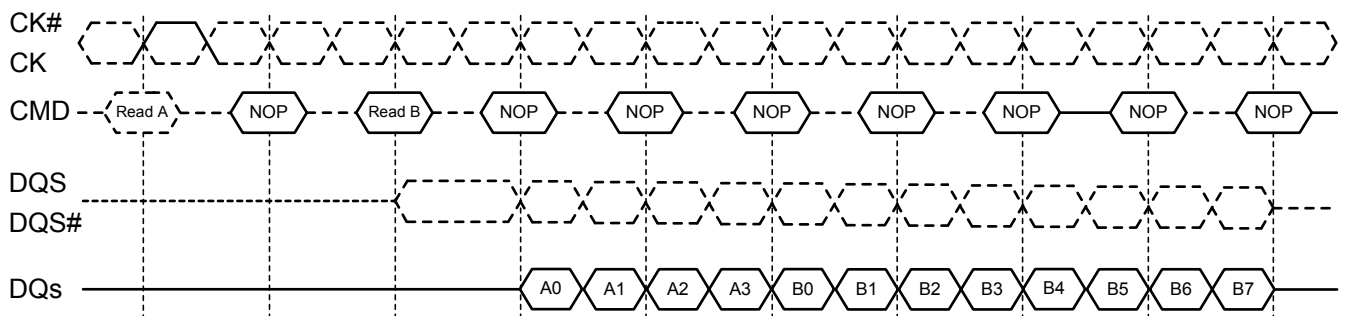 CK#
CK
CMD Read A NOP Read B NOP NOP NOP NOP NOP NOP NOP
DQS
DQS#
DQs A0 A1 A2 A3 B0 B1 B2 B3 B4 B5 B6 B7